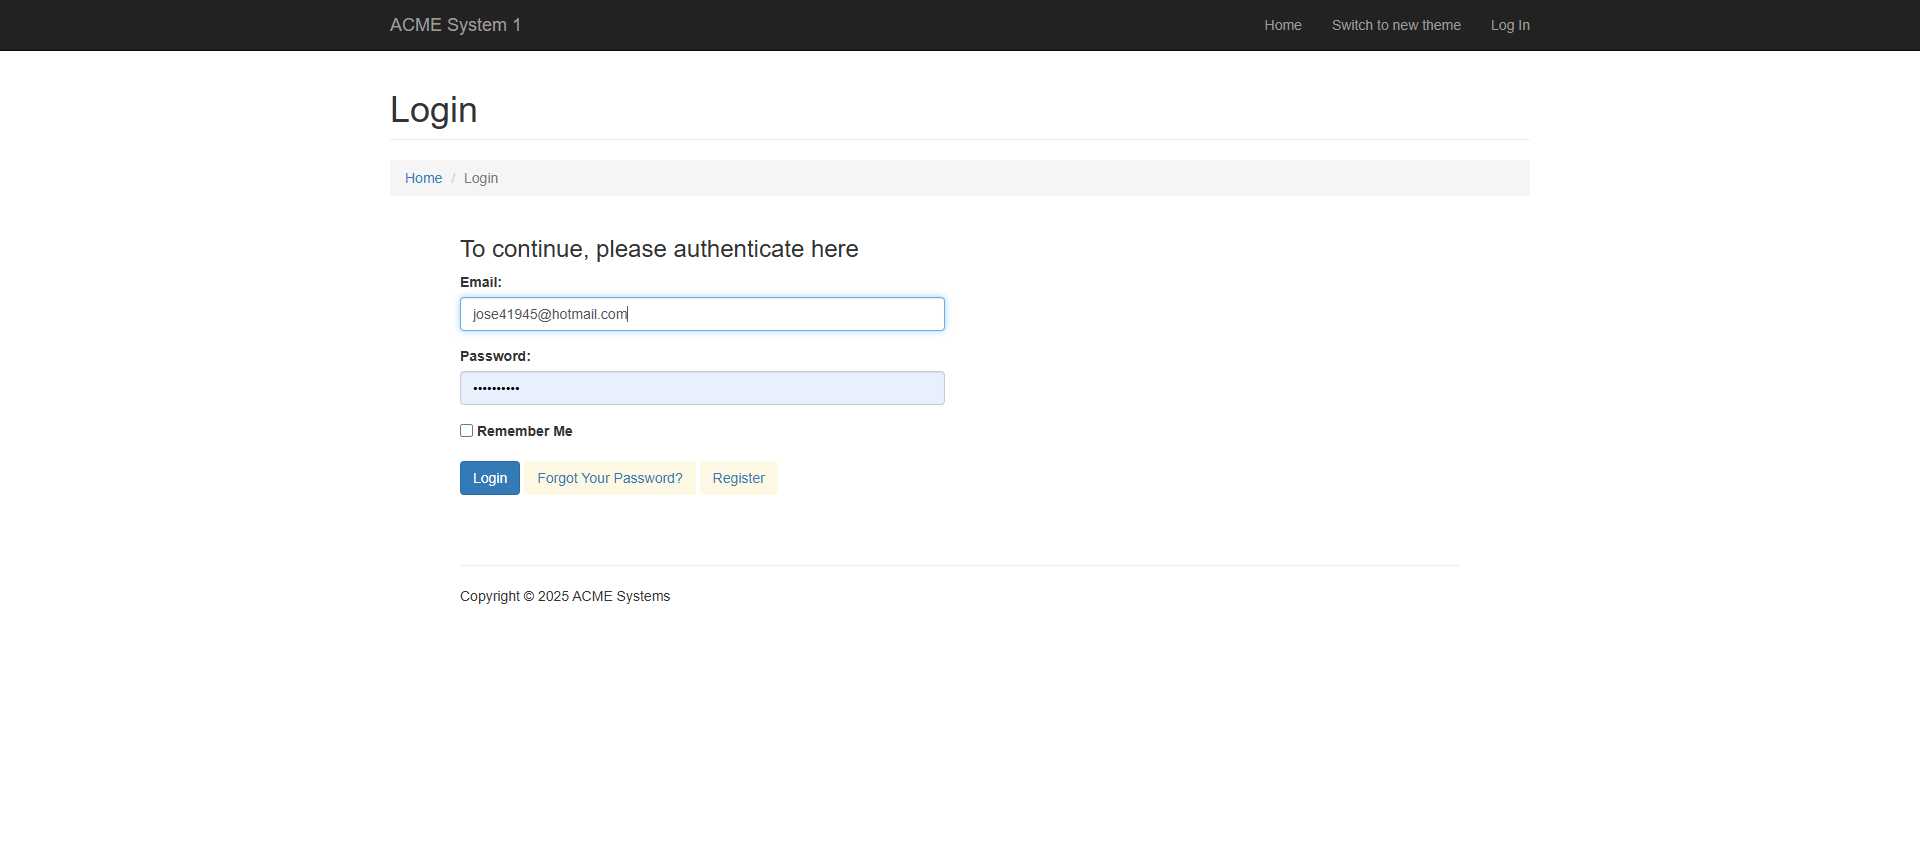 ACME System 1 Home Switch to new theme Log In
Login
Home / Login
To continue, please authenticate here
Email:
jose41945@hotmail.com
Password:
••••••••••
Remember Me
Login Forgot Your Password? Register
Copyright © 2025 ACME Systems